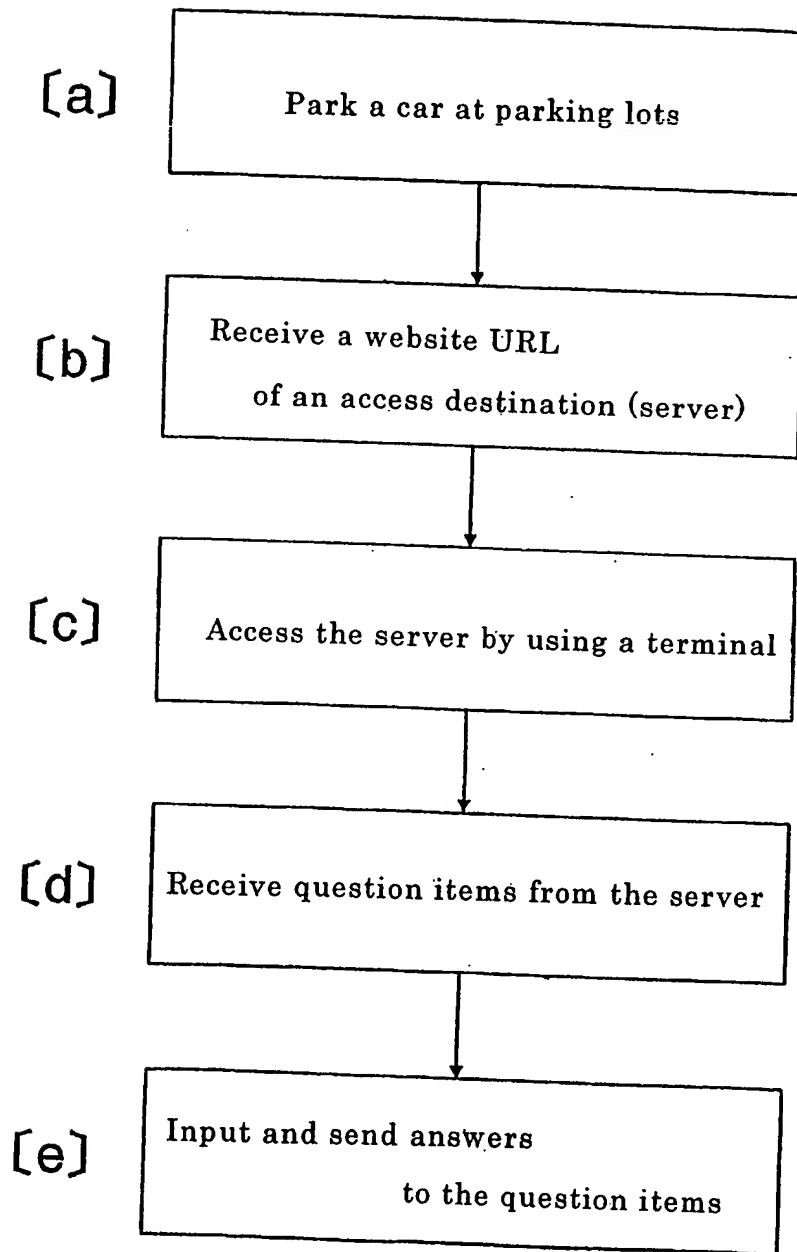 〔a〕
Park a car at parking lots
〔b〕
Receive a website URL
of an access destination (server)
〔c〕
Access the server by using a terminal
〔d〕
Receive question items from the server
〔e〕
Input and send answers
to the question items